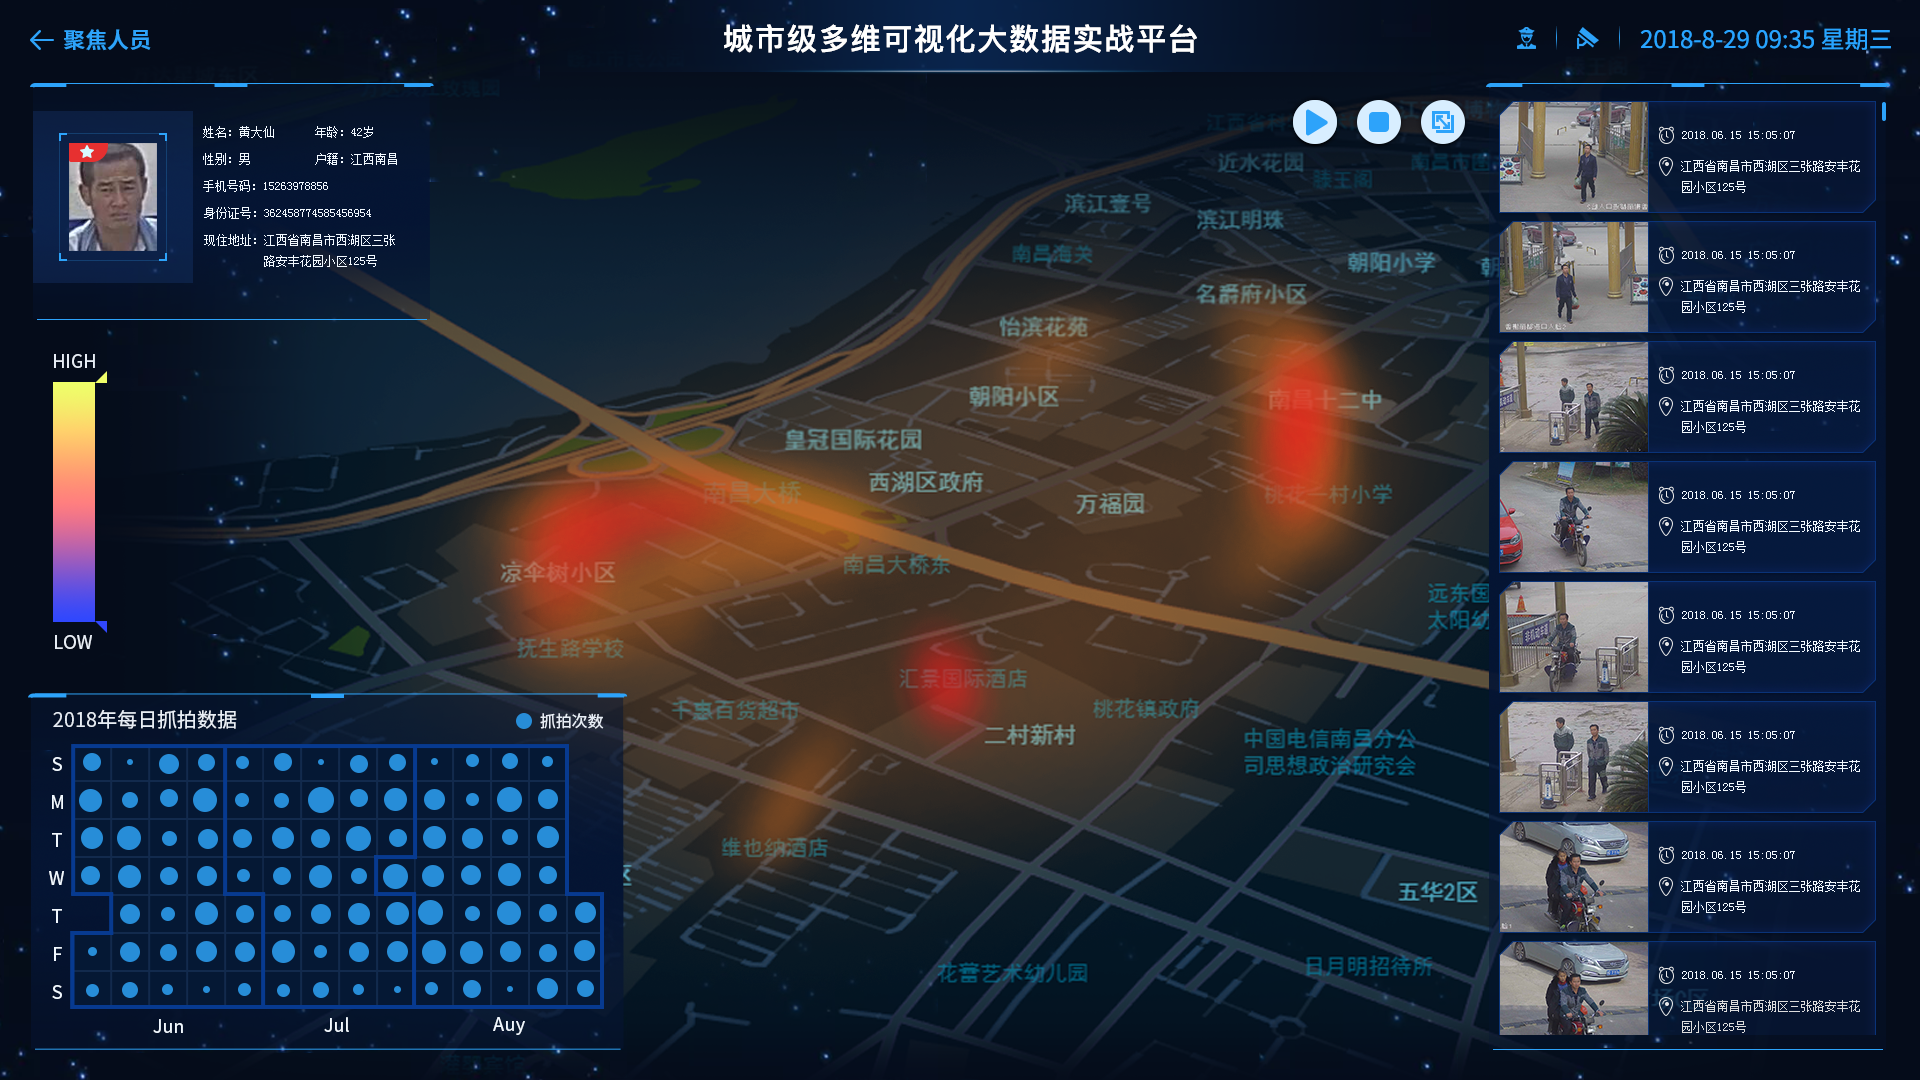 聚焦人员
城市级多维可视化大数据实战平台
2018-8-29 09:35 星期三
姓名：黄大仙 年龄：42岁
性别：男 户籍：江西南昌
手机号码：15263978856
身份证号：362458774585456954
现住地址：江西省南昌市西湖区三张
路安丰花园小区125号
HIGH
LOW
2018年每日抓拍数据
抓拍次数
S
M
T
W
T
F
S
Jun
Jul
Auy
近水花园
滕王阁
滨江壹号
滨江明珠
南昌海关
朝阳小学
名爵府小区
怡滨花苑
朝阳小区
南昌十二中
皇冠国际花园
西湖区政府
南昌大桥
万福园
桃花一村小学
凉伞树小区
南昌大桥东
远东国
太阳幼
抚生路学校
汇景国际酒店
千惠百货超市
桃花镇政府
二村新村
中国电信南昌分公
司思想政治研究会
维也纳酒店
五华2区
花蕾艺术幼儿园
日月明招待所
2018.06.15 15:05:07
江西省南昌市西湖区三张路安丰花
园小区125号
2018.06.15 15:05:07
江西省南昌市西湖区三张路安丰花
园小区125号
2018.06.15 15:05:07
江西省南昌市西湖区三张路安丰花
园小区125号
2018.06.15 15:05:07
江西省南昌市西湖区三张路安丰花
园小区125号
2018.06.15 15:05:07
江西省南昌市西湖区三张路安丰花
园小区125号
2018.06.15 15:05:07
江西省南昌市西湖区三张路安丰花
园小区125号
2018.06.15 15:05:07
江西省南昌市西湖区三张路安丰花
园小区125号
2018.06.15 15:05:07
江西省南昌市西湖区三张路安丰花
园小区125号